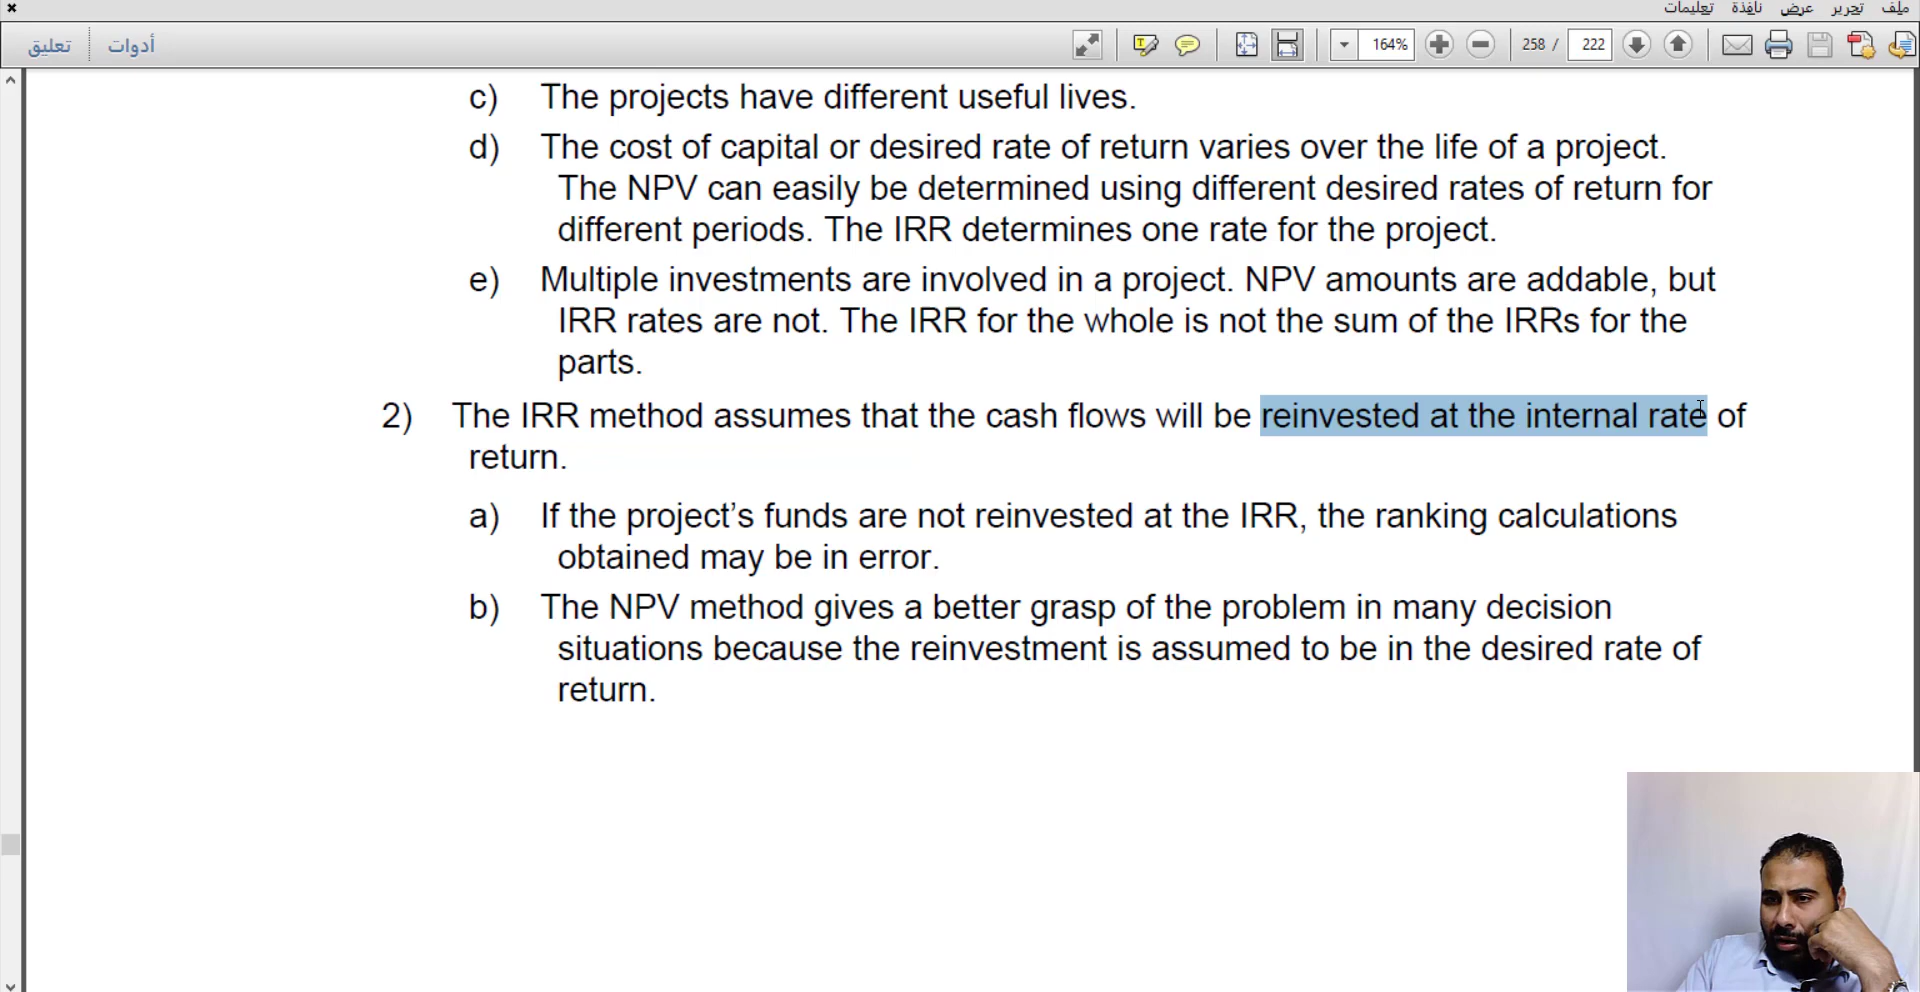 ملف تحرير عرض نافذة تعليمات
تعليق أدوات 164% 258 / 222
c) The projects have different useful lives.
d) The cost of capital or desired rate of return varies over the life of a project.
The NPV can easily be determined using different desired rates of return for
different periods. The IRR determines one rate for the project.
e) Multiple investments are involved in a project. NPV amounts are addable, but
IRR rates are not. The IRR for the whole is not the sum of the IRRs for the
parts.
2) The IRR method assumes that the cash flows will be reinvested at the internal rate of
return.
a) If the project’s funds are not reinvested at the IRR, the ranking calculations
obtained may be in error.
b) The NPV method gives a better grasp of the problem in many decision
situations because the reinvestment is assumed to be in the desired rate of
return.